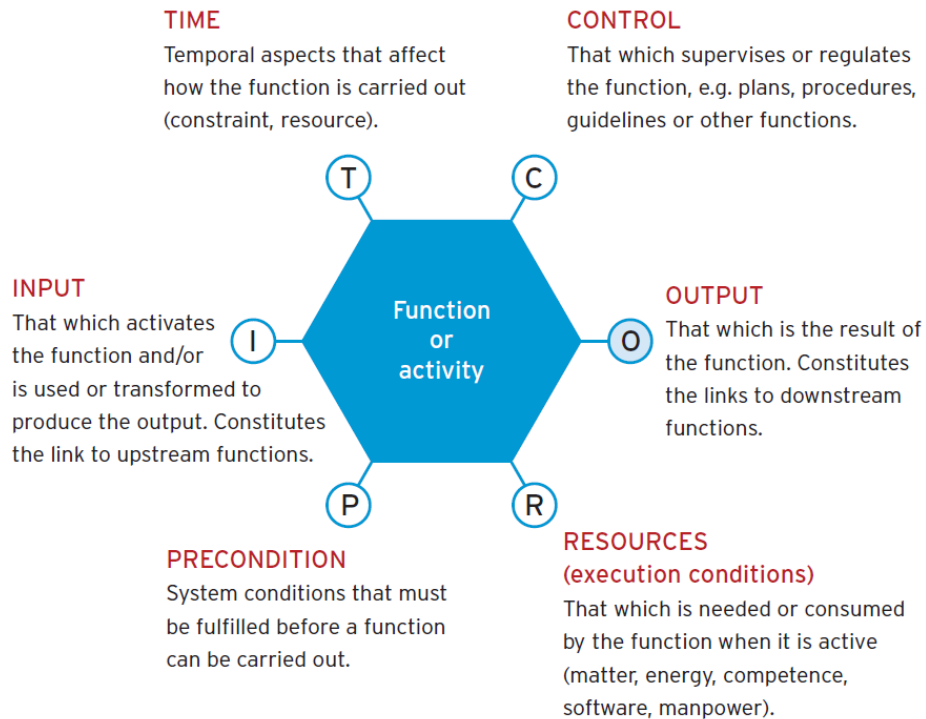 TIME
Temporal aspects that affect
how the function is carried out
(constraint, resource).
CONTROL
That which supervises or regulates
the function, e.g. plans, procedures,
guidelines or other functions.
T
C
INPUT
That which activates
the function and/or
is used or transformed to
produce the output. Constitutes
the link to upstream functions.
I
Function
or
activity
O
OUTPUT
That which is the result of
the function. Constitutes
the links to downstream
functions.
P
R
PRECONDITION
System conditions that must
be fulfilled before a function
can be carried out.
RESOURCES
(execution conditions)
That which is needed or consumed
by the function when it is active
(matter, energy, competence,
software, manpower).